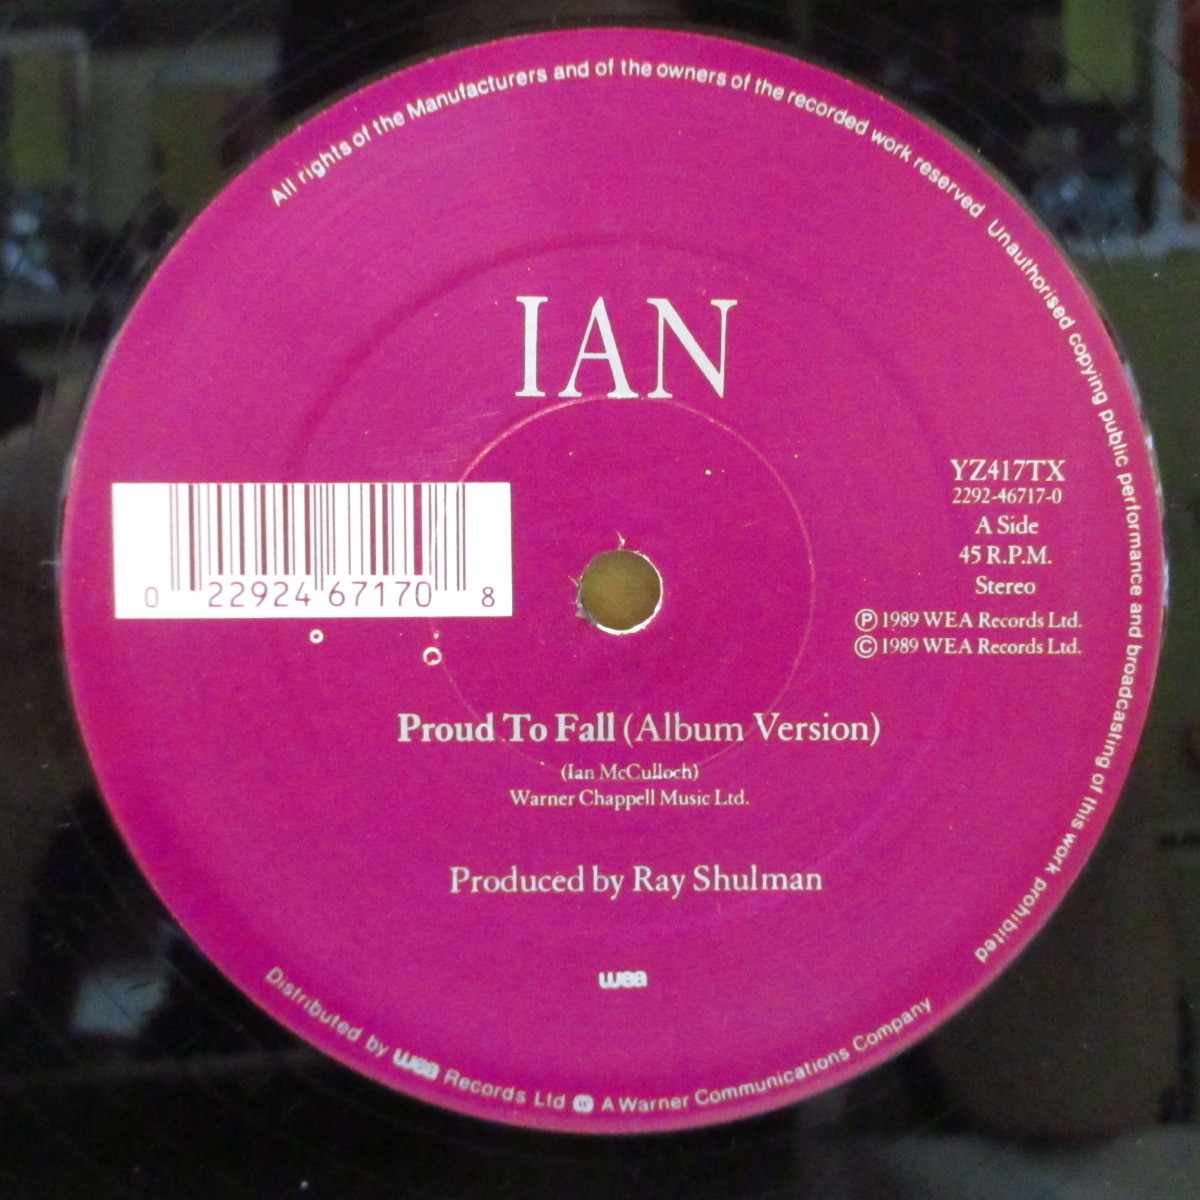 All rights of the Manufacturers and of the owners of the recorded work reserved Unauthorised copying public performance and broadcasting of this work prohibited
IAN
YZ417TX
2292-46717-0
A Side
45 R.P.M.
Stereo
Ⓟ 1989 WEA Records Ltd.
© 1989 WEA Records Ltd.
0 22924 67170 8
Proud To Fall (Album Version)
(Ian McCulloch)
Warner Chappell Music Ltd.
Produced by Ray Shulman
wea
Distributed by wea Records Ltd A Warner Communications Company